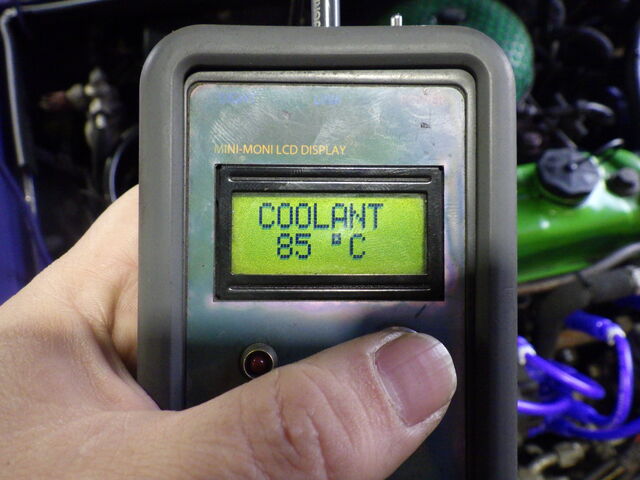 MINI-MONI LCD DISPLAY
COOLANT
85 °C